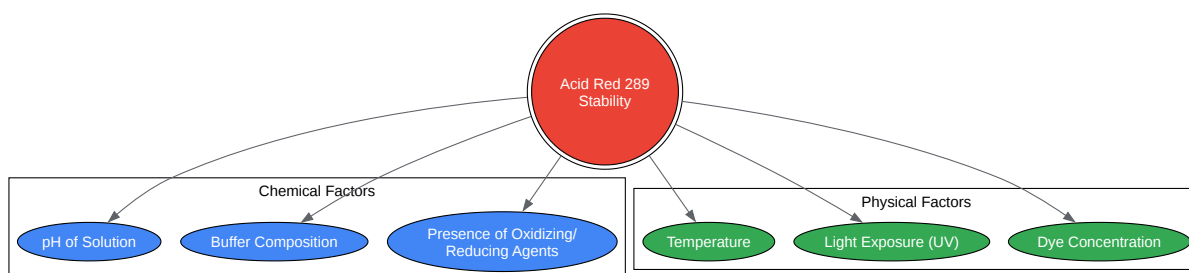 Acid Red 289
Stability
Chemical Factors
pH of Solution
Buffer Composition
Presence of Oxidizing/
Reducing Agents
Physical Factors
Temperature
Light Exposure (UV)
Dye Concentration